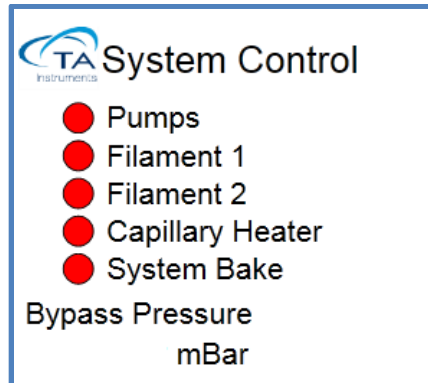 TA System Control
Instruments
Pumps
Filament 1
Filament 2
Capillary Heater
System Bake
Bypass Pressure
mBar